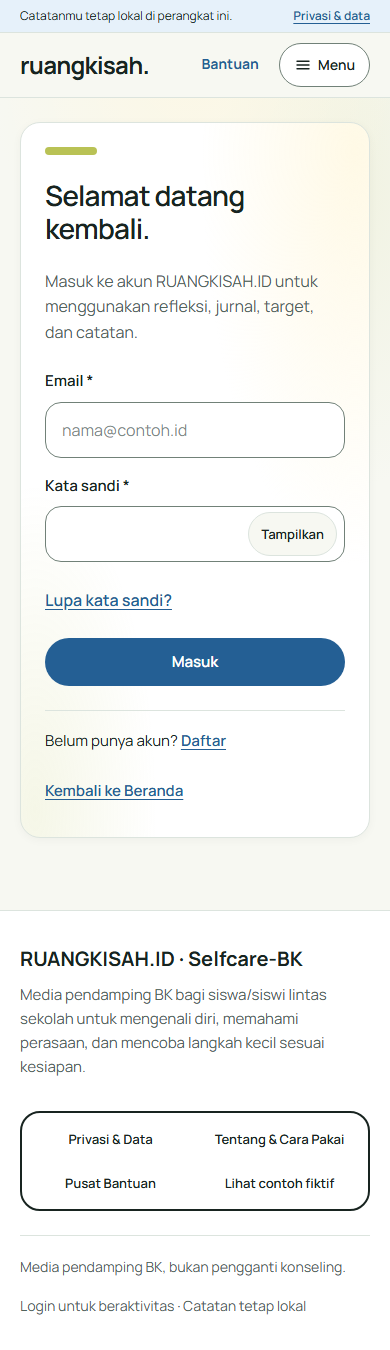 Catatanmu tetap lokal di perangkat ini. Privasi & data
ruangkisah. Bantuan Menu
Selamat datang
kembali.
Masuk ke akun RUANGKISAH.ID untuk
menggunakan refleksi, jurnal, target,
dan catatan.
Email *
nama@contoh.id
Kata sandi *
Tampilkan
Lupa kata sandi?
Masuk
Belum punya akun? Daftar
Kembali ke Beranda
RUANGKISAH.ID · Selfcare-BK
Media pendamping BK bagi siswa/siswi lintas
sekolah untuk mengenali diri, memahami
perasaan, dan mencoba langkah kecil sesuai
kesiapan.
Privasi & Data Tentang & Cara Pakai
Pusat Bantuan Lihat contoh fiktif
Media pendamping BK, bukan pengganti konseling.
Login untuk beraktivitas · Catatan tetap lokal